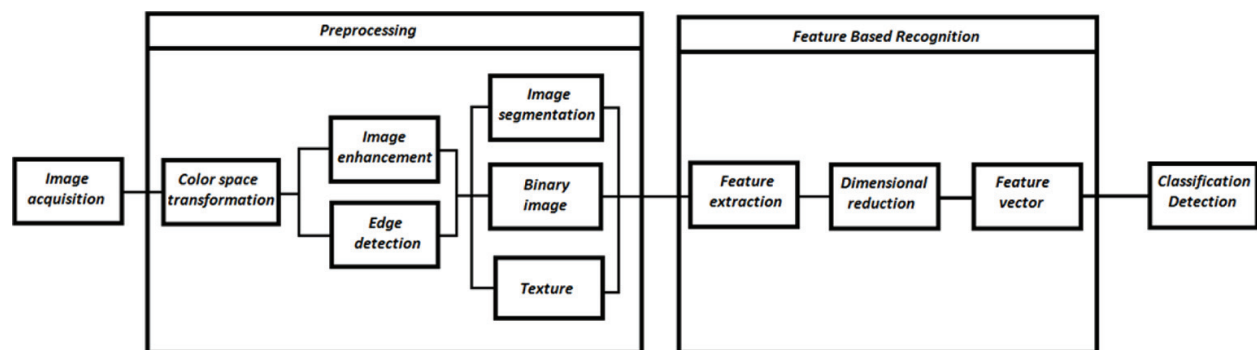 Preprocessing
Feature Based Recognition
Image
acquisition
Color space
transformation
Image
enhancement
Edge
detection
Image
segmentation
Binary
image
Texture
Feature
extraction
Dimensional
reduction
Feature
vector
Classification
Detection